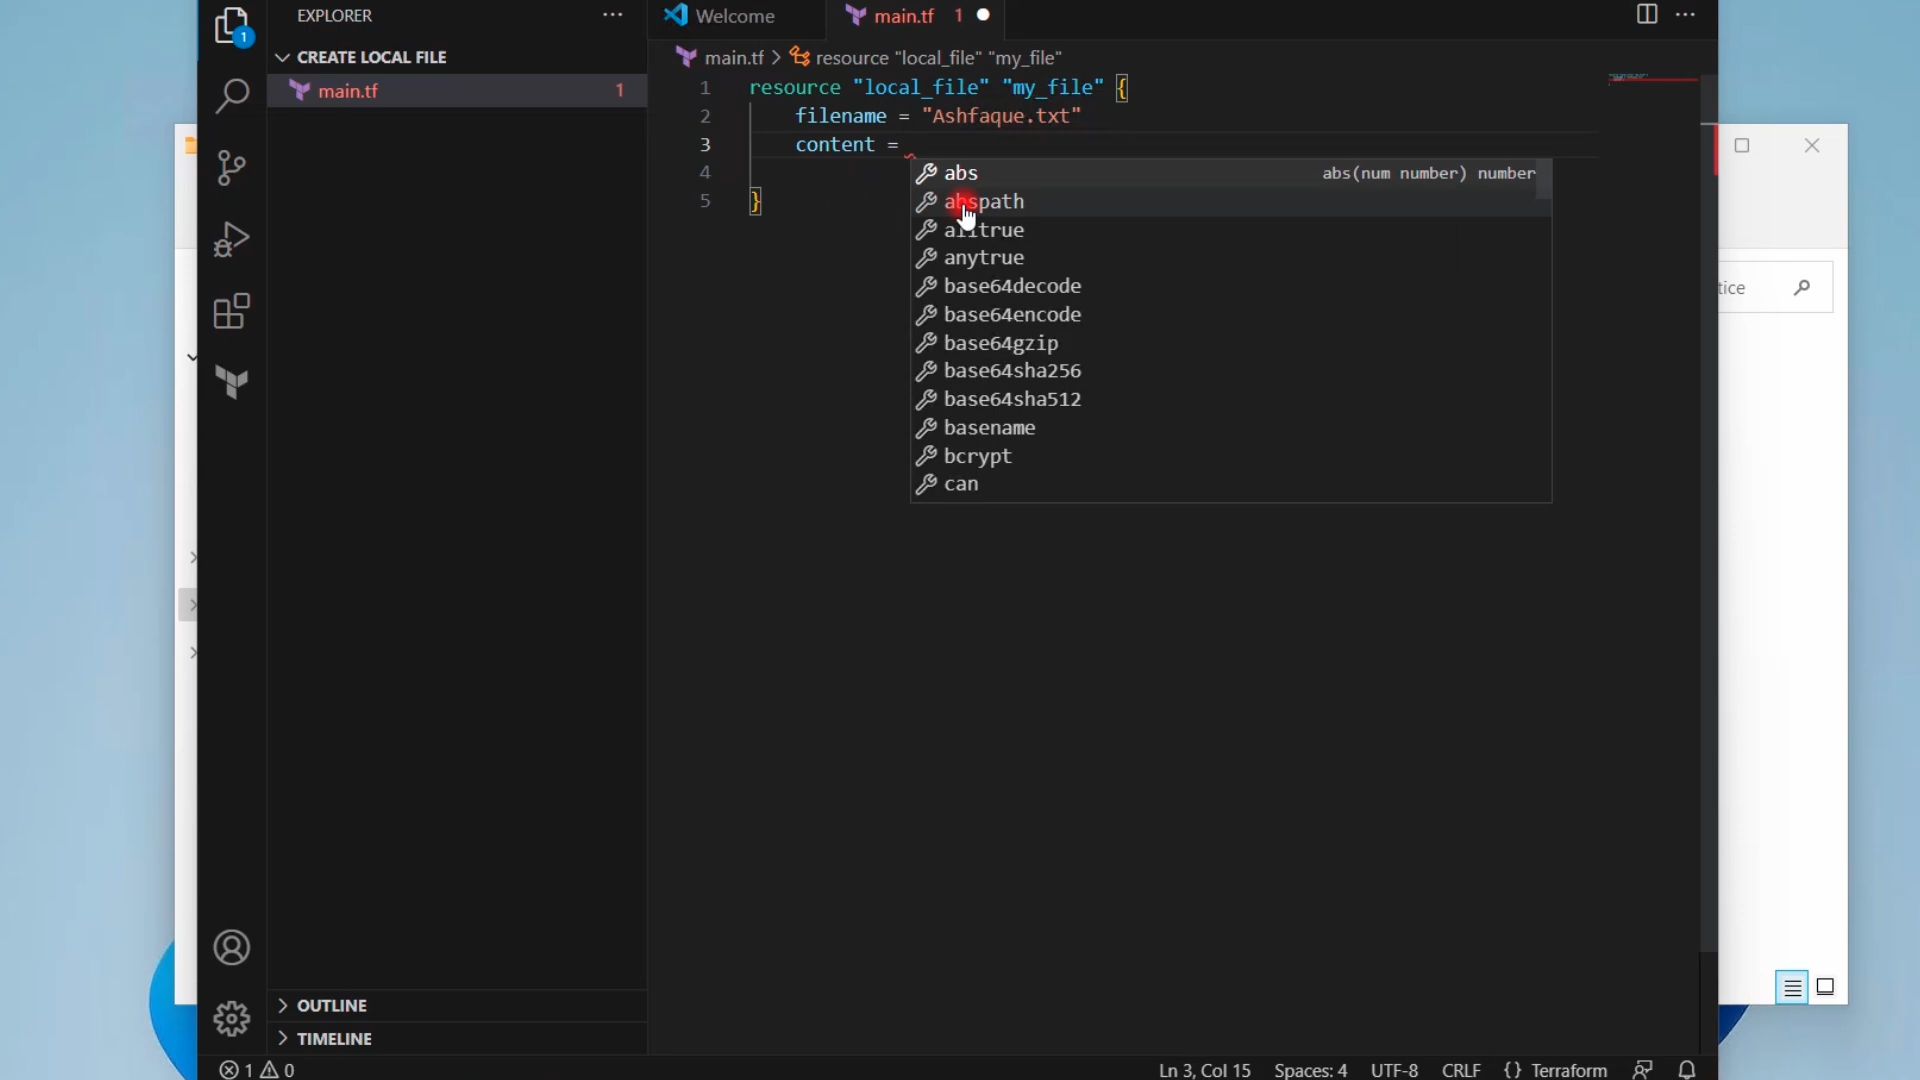 EXPLORER
Welcome
main.tf 1
1
CREATE LOCAL FILE
main.tf > resource "local_file" "my_file"
main.tf 1
1 resource "local_file" "my_file" {
2 filename = "Ashfaque.txt"
3 content =
4
5 }
abs abs(num number) number
abspath
alltrue
anytrue
base64decode
base64encode
base64gzip
base64sha256
base64sha512
basename
bcrypt
can
tice
OUTLINE
TIMELINE
1 0
Ln 3, Col 15 Spaces: 4 UTF-8 CRLF {} Terraform